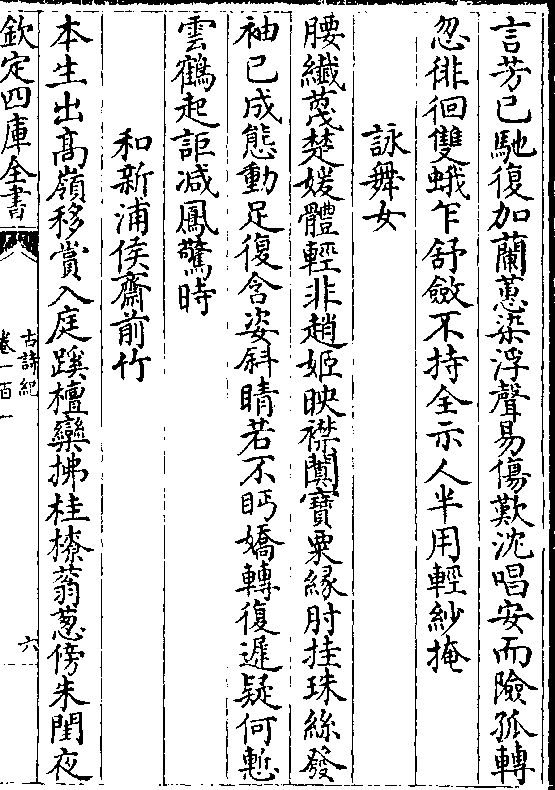 言芳已馳復加蘭蕙染浮聲易傷歎沈唱安而險孤轉
忽徘徊雙蛾乍舒斂不持全示人半用輕紗掩
詠舞女
腰纖蔑楚媛體輕非趙姬映襟闐寶粟緣肘挂珠絲發
袖已成態動足復含姿斜睛若不眄嬌轉復遲疑何慙
雲鶴起詎减鳳驚時
和新浦侯齋前竹
本生出髙嶺移賞入庭蹊檀欒拂桂橑蓊葱傍朱閨夜
欽定四庫全書
古詩紀
卷一百一
六